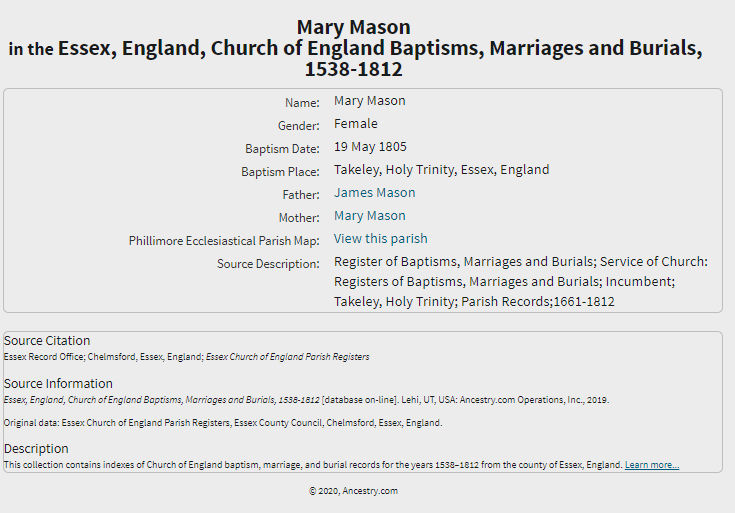 Mary Mason
in the Essex, England, Church of England Baptisms, Marriages and Burials,
1538-1812
Name: Mary Mason
Gender: Female
Baptism Date: 19 May 1805
Baptism Place: Takeley, Holy Trinity, Essex, England
Father: James Mason
Mother: Mary Mason
Phillimore Ecclesiastical Parish Map: View this parish
Source Description: Register of Baptisms, Marriages and Burials; Service of Church:
Registers of Baptisms, Marriages and Burials; Incumbent;
Takeley, Holy Trinity; Parish Records;1661-1812
Source Citation
Essex Record Office; Chelmsford, Essex, England; Essex Church of England Parish Registers
Source Information
Essex, England, Church of England Baptisms, Marriages and Burials, 1538-1812 [database on-line]. Lehi, UT, USA: Ancestry.com Operations, Inc., 2019.
Original data: Essex Church of England Parish Registers, Essex County Council, Chelmsford, Essex, England.
Description
This collection contains indexes of Church of England baptism, marriage, and burial records for the years 1538–1812 from the county of Essex, England. Learn more...
© 2020, Ancestry.com